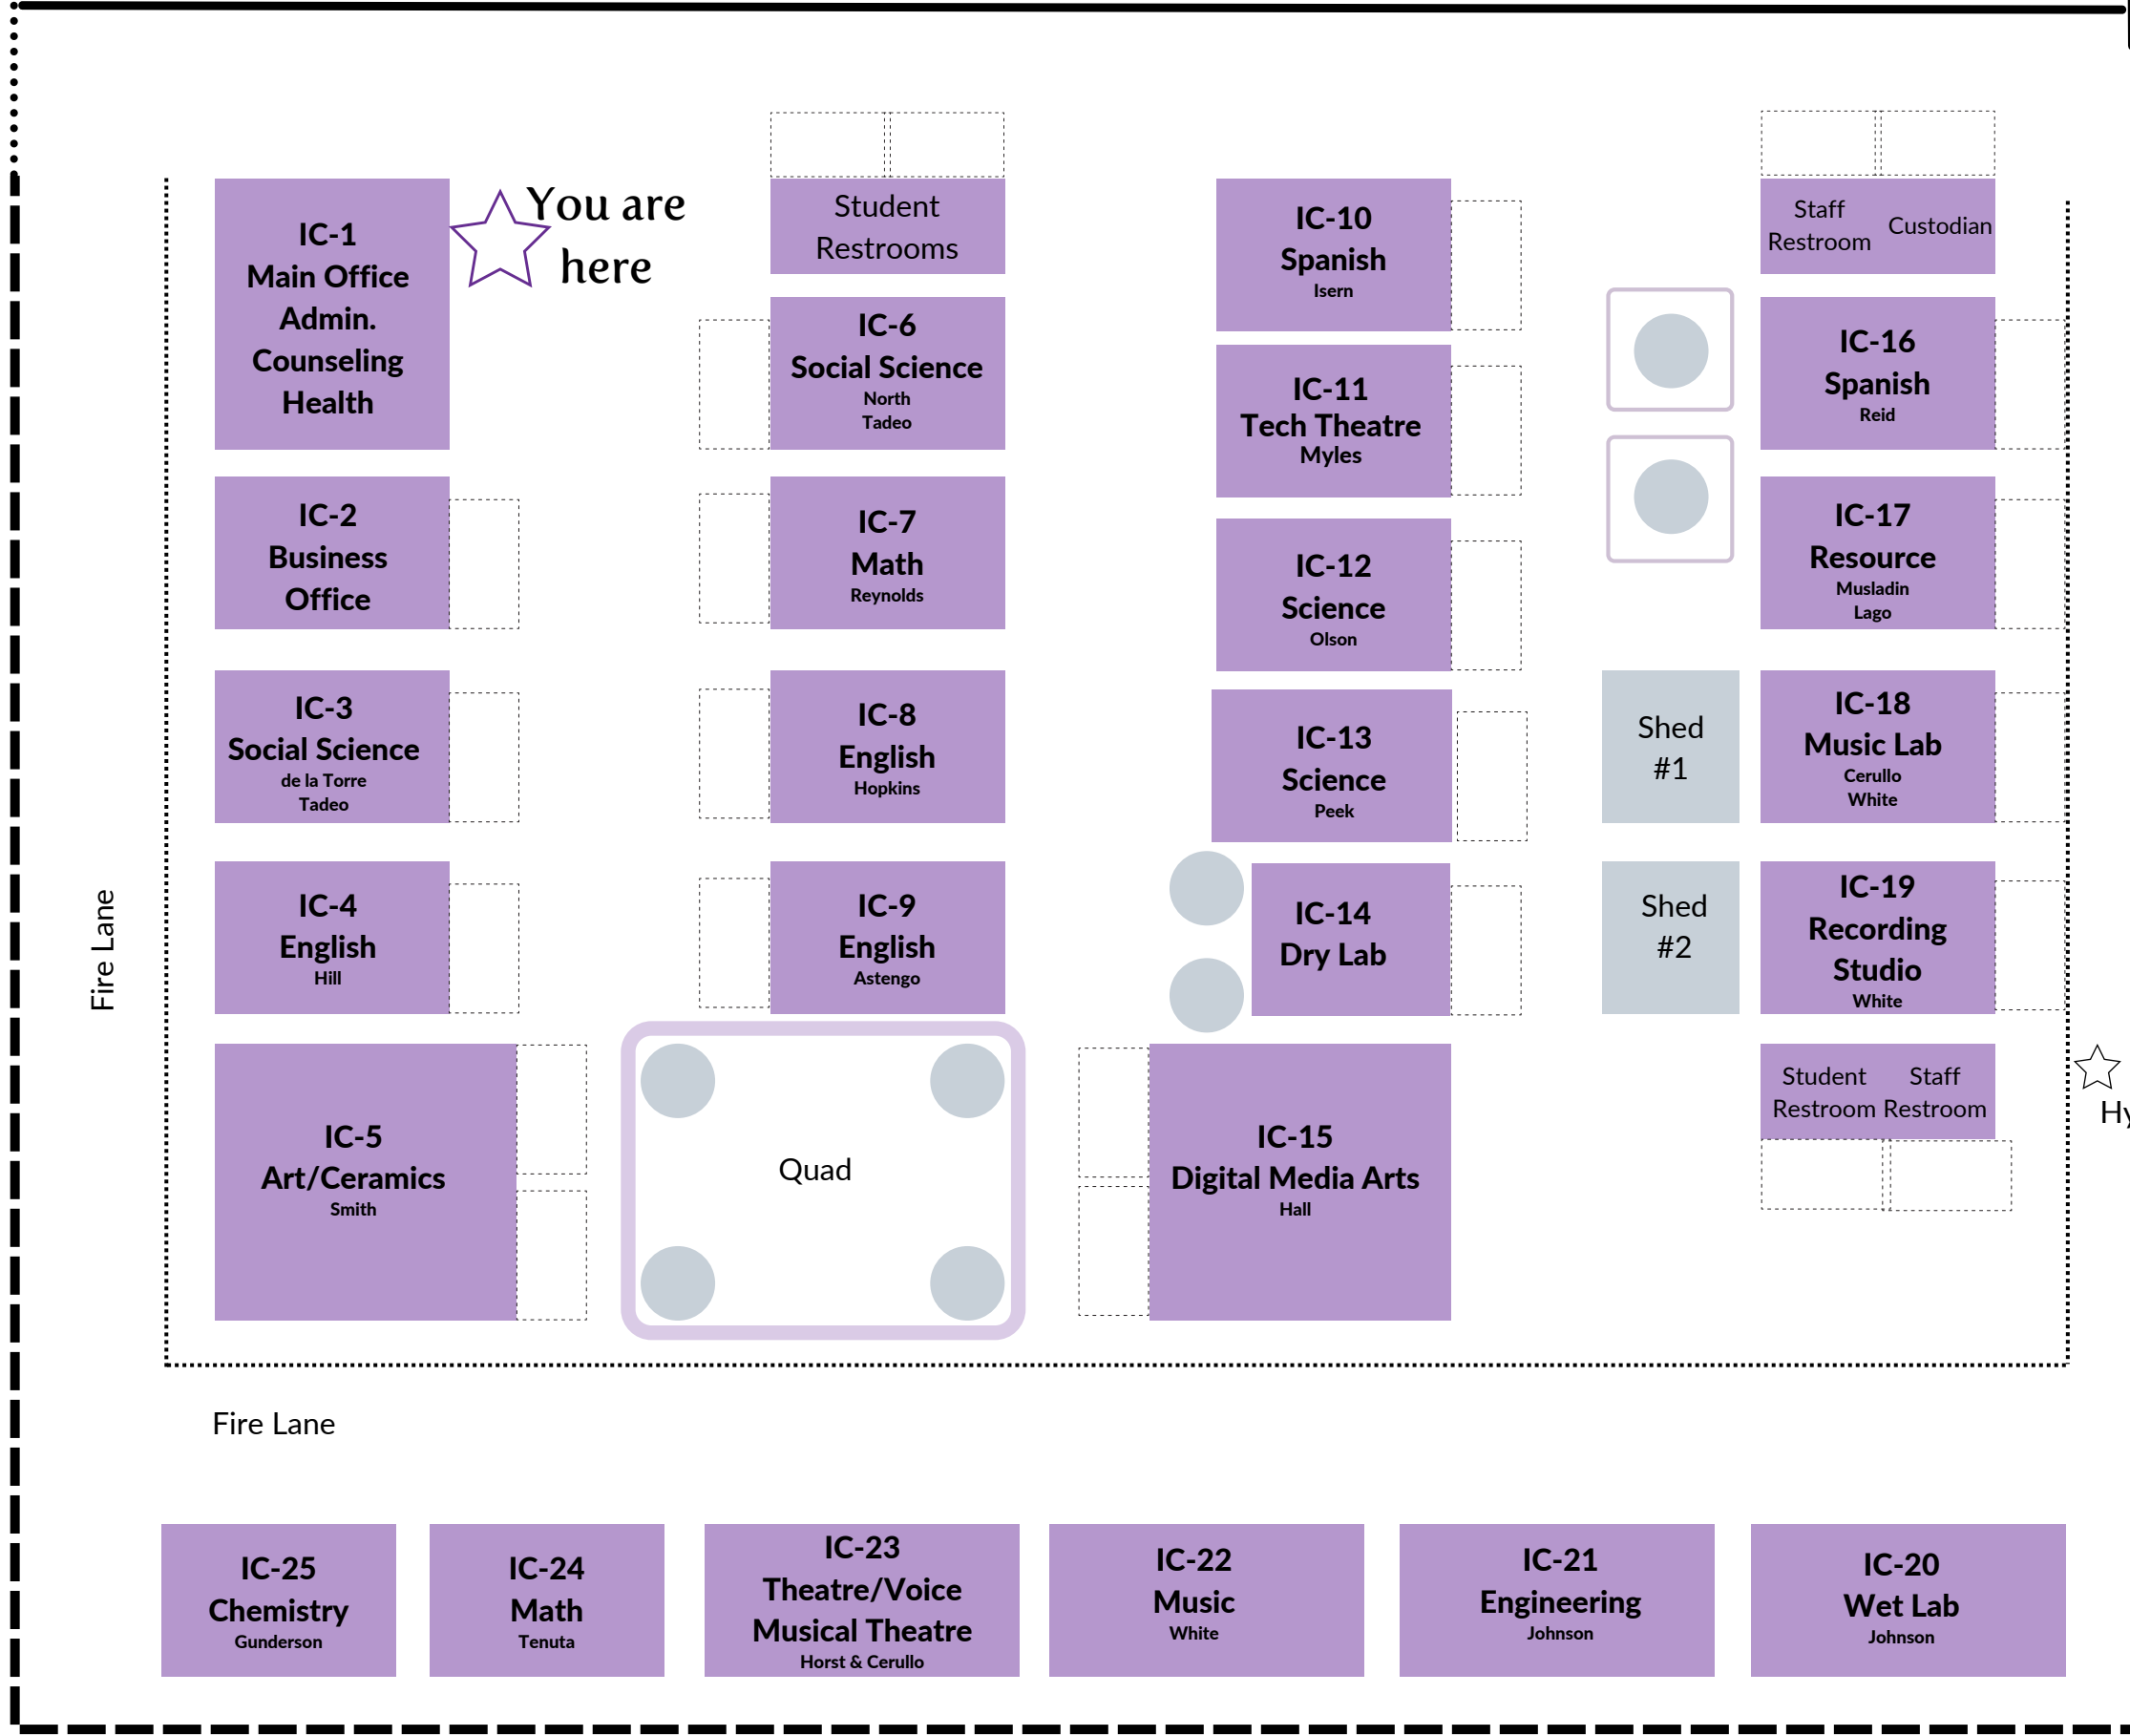 IC-1
Main Office
Admin.
Counseling
Health
You are
here
Student
Restrooms
IC-10
Spanish
Isern
Staff
Restroom
Custodian
IC-6
Social Science
North
Tadeo
IC-11
Tech Theatre
Myles
IC-16
Spanish
Reid
IC-2
Business
Office
IC-7
Math
Reynolds
IC-12
Science
Olson
IC-17
Resource
Musladin
Lago
IC-3
Social Science
de la Torre
Tadeo
IC-8
English
Hopkins
IC-13
Science
Peek
Shed
#1
IC-18
Music Lab
Cerullo
White
Fire Lane
IC-4
English
Hill
IC-9
English
Astengo
IC-14
Dry Lab
Shed
#2
IC-19
Recording
Studio
White
IC-5
Art/Ceramics
Smith
Quad
IC-15
Digital Media Arts
Hall
Student
Restroom
Staff
Restroom
Fire Lane
IC-25
Chemistry
Gunderson
IC-24
Math
Tenuta
IC-23
Theatre/Voice
Musical Theatre
Horst & Cerullo
IC-22
Music
White
IC-21
Engineering
Johnson
IC-20
Wet Lab
Johnson